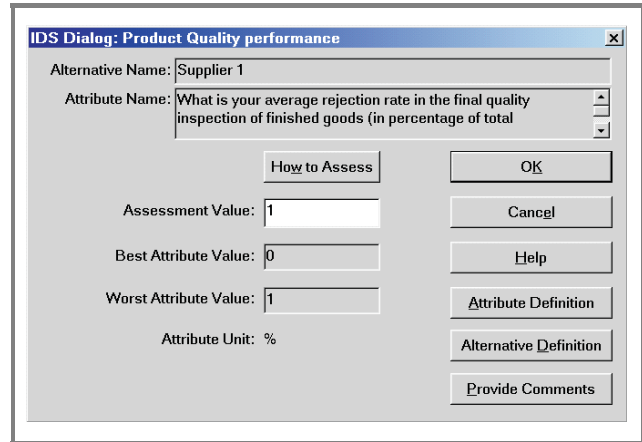 IDS Dialog: Product Quality performance
Alternative Name: Supplier 1
Attribute Name: What is your average rejection rate in the final quality
inspection of finished goods (in percentage of total
How to Assess
OK
Assessment Value: 1
Cancel
Best Attribute Value: 0
Help
Worst Attribute Value: 1
Attribute Definition
Attribute Unit: %
Alternative Definition
Provide Comments